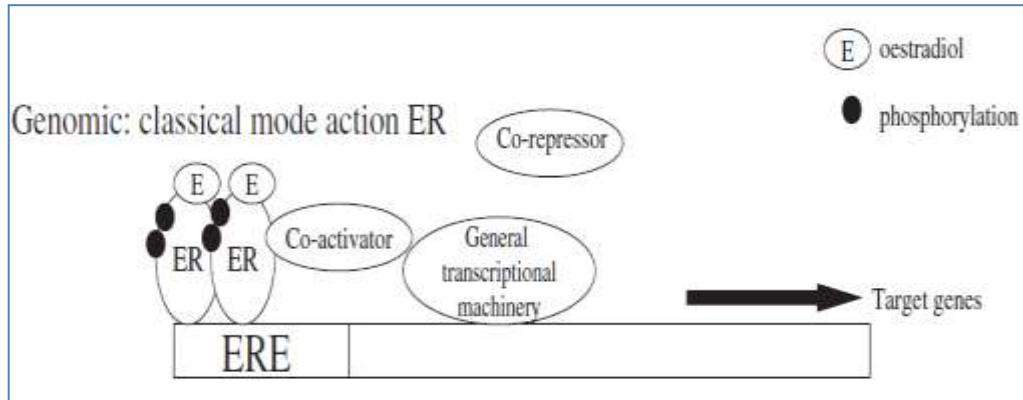 E oestradiol
phosphorylation
Genomic: classical mode action ER
Co-repressor
E E
ER ER
Co-activator
General
transcriptional
machinery
Target genes
ERE